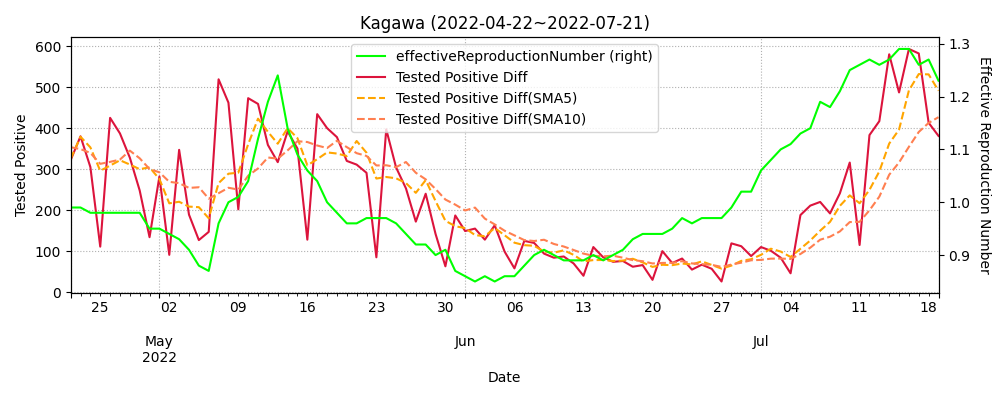 Kagawa (2022-04-22~2022-07-21)
effectiveReproductionNumber (right)
Tested Positive Diff
Tested Positive Diff(SMA5)
Tested Positive Diff(SMA10)
Tested Positive
600
500
400
300
200
100
0
1.3
1.2
1.1
1.0
0.9
Effective Reproduction Number
25 02 09 16 23 30 06 13 20 27 04 11 18
May Jun Jul
2022
Date